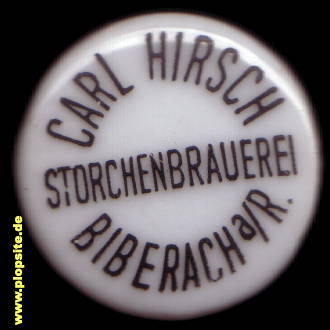 CARL HIRSCH
STORCHENBRAUEREI
BIBERACH a/R.
www.plopsite.de